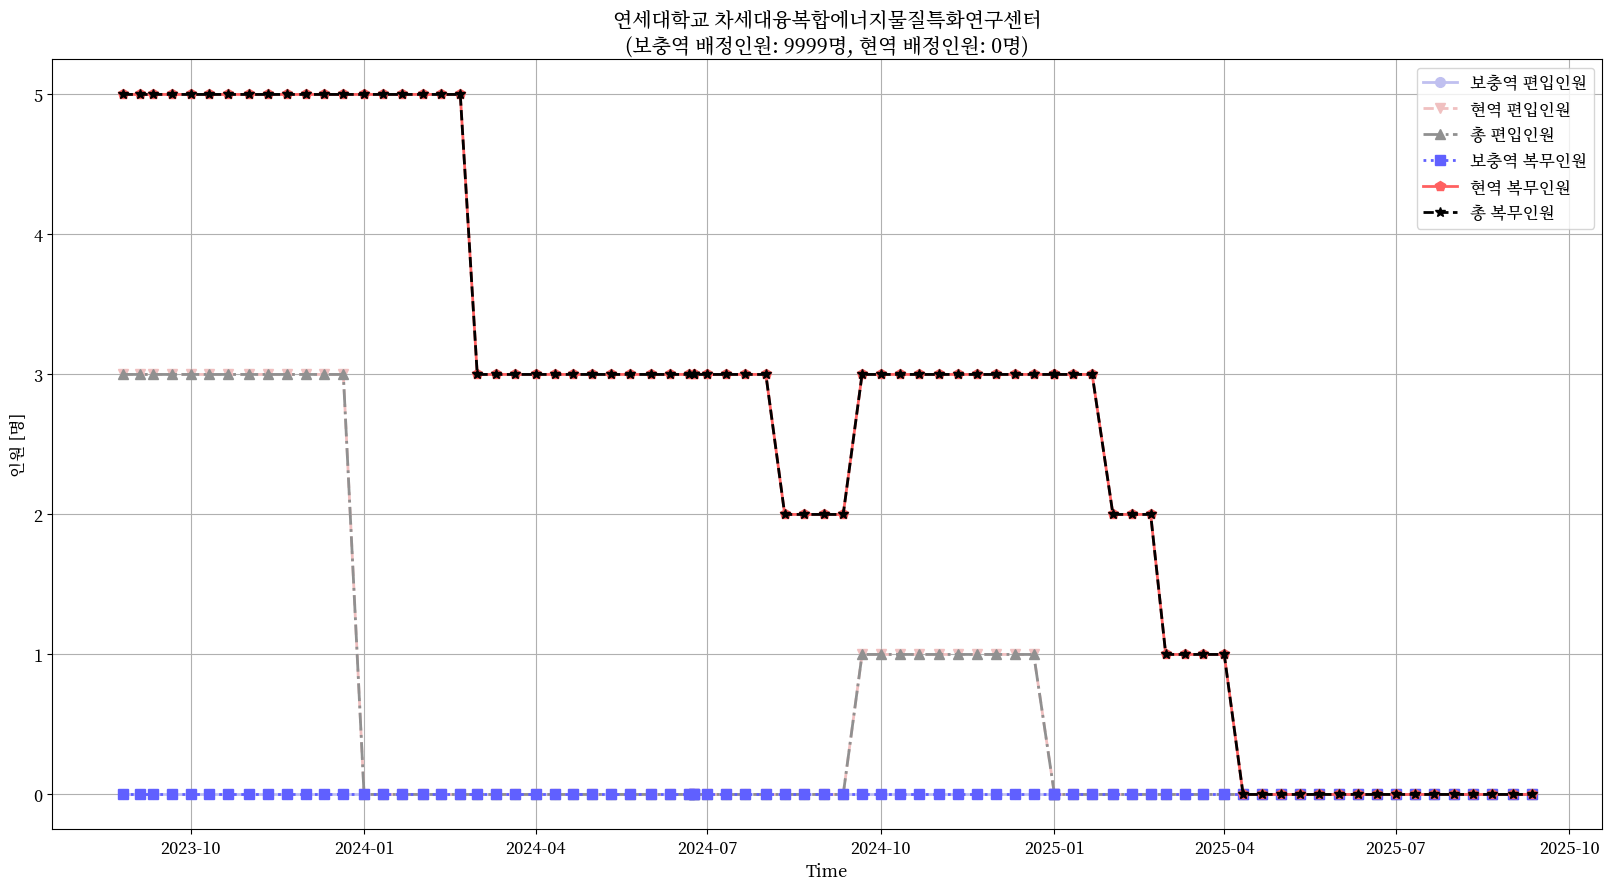 연세대학교 차세대융복합에너지물질특화연구센터
(보충역 배정인원: 9999명, 현역 배정인원: 0명)
보충역 편입인원
현역 편입인원
총 편입인원
보충역 복무인원
현역 복무인원
총 복무인원
인원 [명]
5
4
3
2
1
0
2023-10
2024-01
2024-04
2024-07
2024-10
2025-01
2025-04
2025-07
2025-10
Time